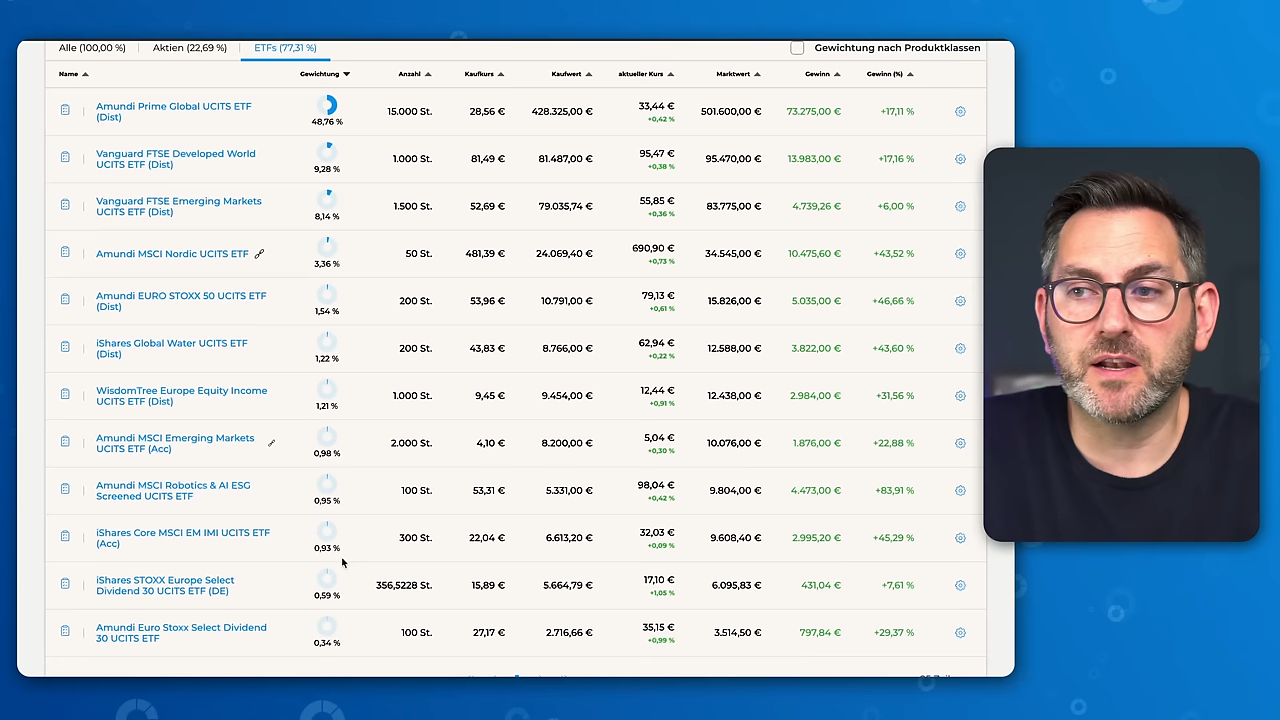 Alle (100,00 %) Aktien (22,69 %) ETFs (77,31 %) Gewichtung nach Produktklassen
Name Gewichtung Anzahl Kaufkurs Kaufwert aktueller Kurs Marktwert Gewinn Gewinn (%)
Amundi Prime Global UCITS ETF
(Dist)
48,76 % 15.000 St. 28,56 € 428.325,00 € 33,44 € 501.600,00 € 73.275,00 € +17,11 %
+0,42 %
Vanguard FTSE Developed World
UCITS ETF (Dist)
9,28 % 1.000 St. 81,49 € 81.487,00 € 95,47 € 95.470,00 € 13.983,00 € +17,16 %
+0,38 %
Vanguard FTSE Emerging Markets
UCITS ETF (Dist)
8,14 % 1.500 St. 52,69 € 79.035,74 € 55,85 € 83.775,00 € 4.739,26 € +6,00 %
+0,36 %
Amundi MSCI Nordic UCITS ETF
3,36 % 50 St. 481,39 € 24.069,40 € 690,90 € 34.545,00 € 10.475,60 € +43,52 %
+0,73 %
Amundi EURO STOXX 50 UCITS ETF
(Dist)
1,54 % 200 St. 53,96 € 10.791,00 € 79,13 € 15.826,00 € 5.035,00 € +46,66 %
+0,61 %
iShares Global Water UCITS ETF
(Dist)
1,22 % 200 St. 43,83 € 8.766,00 € 62,94 € 12.588,00 € 3.822,00 € +43,60 %
+0,22 %
WisdomTree Europe Equity Income
UCITS ETF (Dist)
1,21 % 1.000 St. 9,45 € 9.454,00 € 12,44 € 12.438,00 € 2.984,00 € +31,56 %
+0,91 %
Amundi MSCI Emerging Markets
UCITS ETF (Acc)
0,98 % 2.000 St. 4,10 € 8.200,00 € 5,04 € 10.076,00 € 1.876,00 € +22,88 %
+0,30 %
Amundi MSCI Robotics & AI ESG
Screened UCITS ETF
0,95 % 100 St. 53,31 € 5.331,00 € 98,04 € 9.804,00 € 4.473,00 € +83,91 %
+0,42 %
iShares Core MSCI EM IMI UCITS ETF
(Acc)
0,93 % 300 St. 22,04 € 6.613,20 € 32,03 € 9.608,40 € 2.995,20 € +45,29 %
+0,09 %
iShares STOXX Europe Select
Dividend 30 UCITS ETF (DE)
0,59 % 356,5228 St. 15,89 € 5.664,79 € 17,10 € 6.095,83 € 431,04 € +7,61 %
+1,05 %
Amundi Euro Stoxx Select Dividend
30 UCITS ETF
0,34 % 100 St. 27,17 € 2.716,66 € 35,15 € 3.514,50 € 797,84 € +29,37 %
+0,99 %